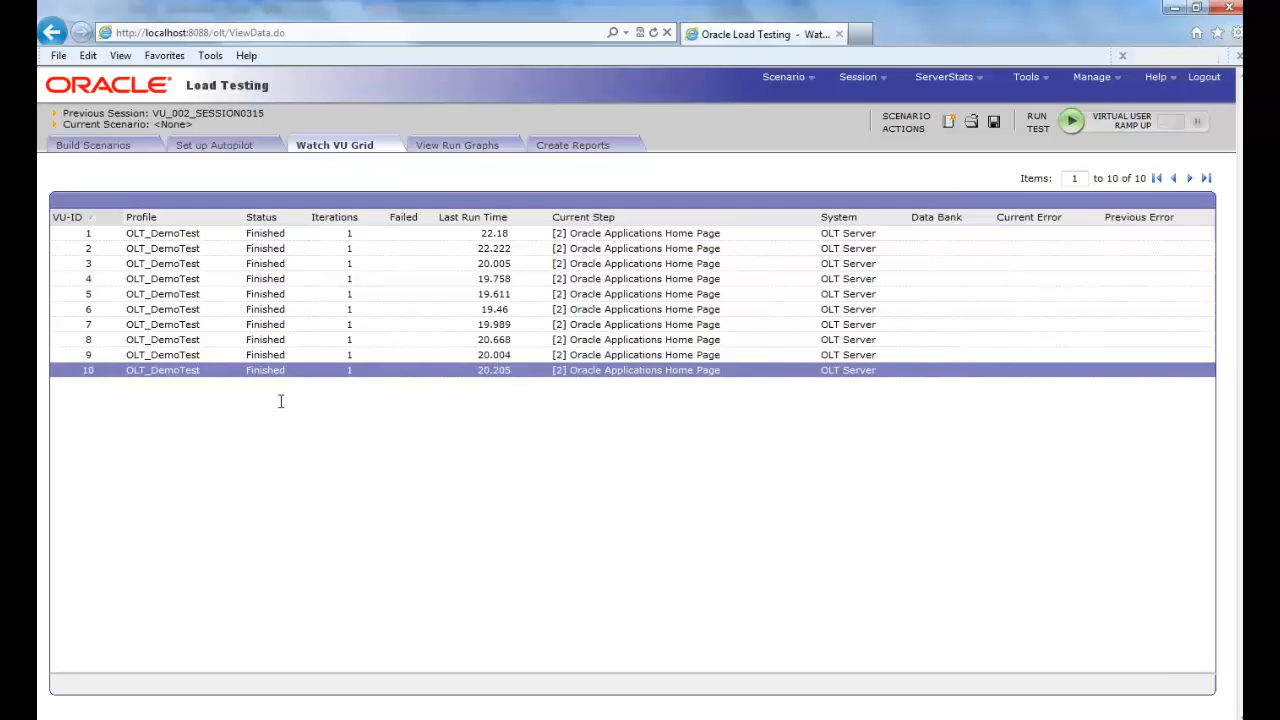 http://localhost:8088/olt/ViewData.do
Oracle Load Testing - Wat...
File Edit View Favorites Tools Help
ORACLE Load Testing
Scenario Session ServerStats Tools Manage Help Logout
Previous Session: VU_002_SESSION0315
Current Scenario: <None>
SCENARIO ACTIONS
RUN TEST
VIRTUAL USER RAMP UP
Build Scenarios Set up Autopilot Watch VU Grid View Run Graphs Create Reports
Items: 1 to 10 of 10
VU-ID Profile Status Iterations Failed Last Run Time Current Step System Data Bank Current Error Previous Error
1 OLT_DemoTest Finished 1 22.18 [2] Oracle Applications Home Page OLT Server
2 OLT_DemoTest Finished 1 22.222 [2] Oracle Applications Home Page OLT Server
3 OLT_DemoTest Finished 1 20.005 [2] Oracle Applications Home Page OLT Server
4 OLT_DemoTest Finished 1 19.758 [2] Oracle Applications Home Page OLT Server
5 OLT_DemoTest Finished 1 19.611 [2] Oracle Applications Home Page OLT Server
6 OLT_DemoTest Finished 1 19.46 [2] Oracle Applications Home Page OLT Server
7 OLT_DemoTest Finished 1 19.989 [2] Oracle Applications Home Page OLT Server
8 OLT_DemoTest Finished 1 20.668 [2] Oracle Applications Home Page OLT Server
9 OLT_DemoTest Finished 1 20.004 [2] Oracle Applications Home Page OLT Server
10 OLT_DemoTest Finished 1 20.205 [2] Oracle Applications Home Page OLT Server